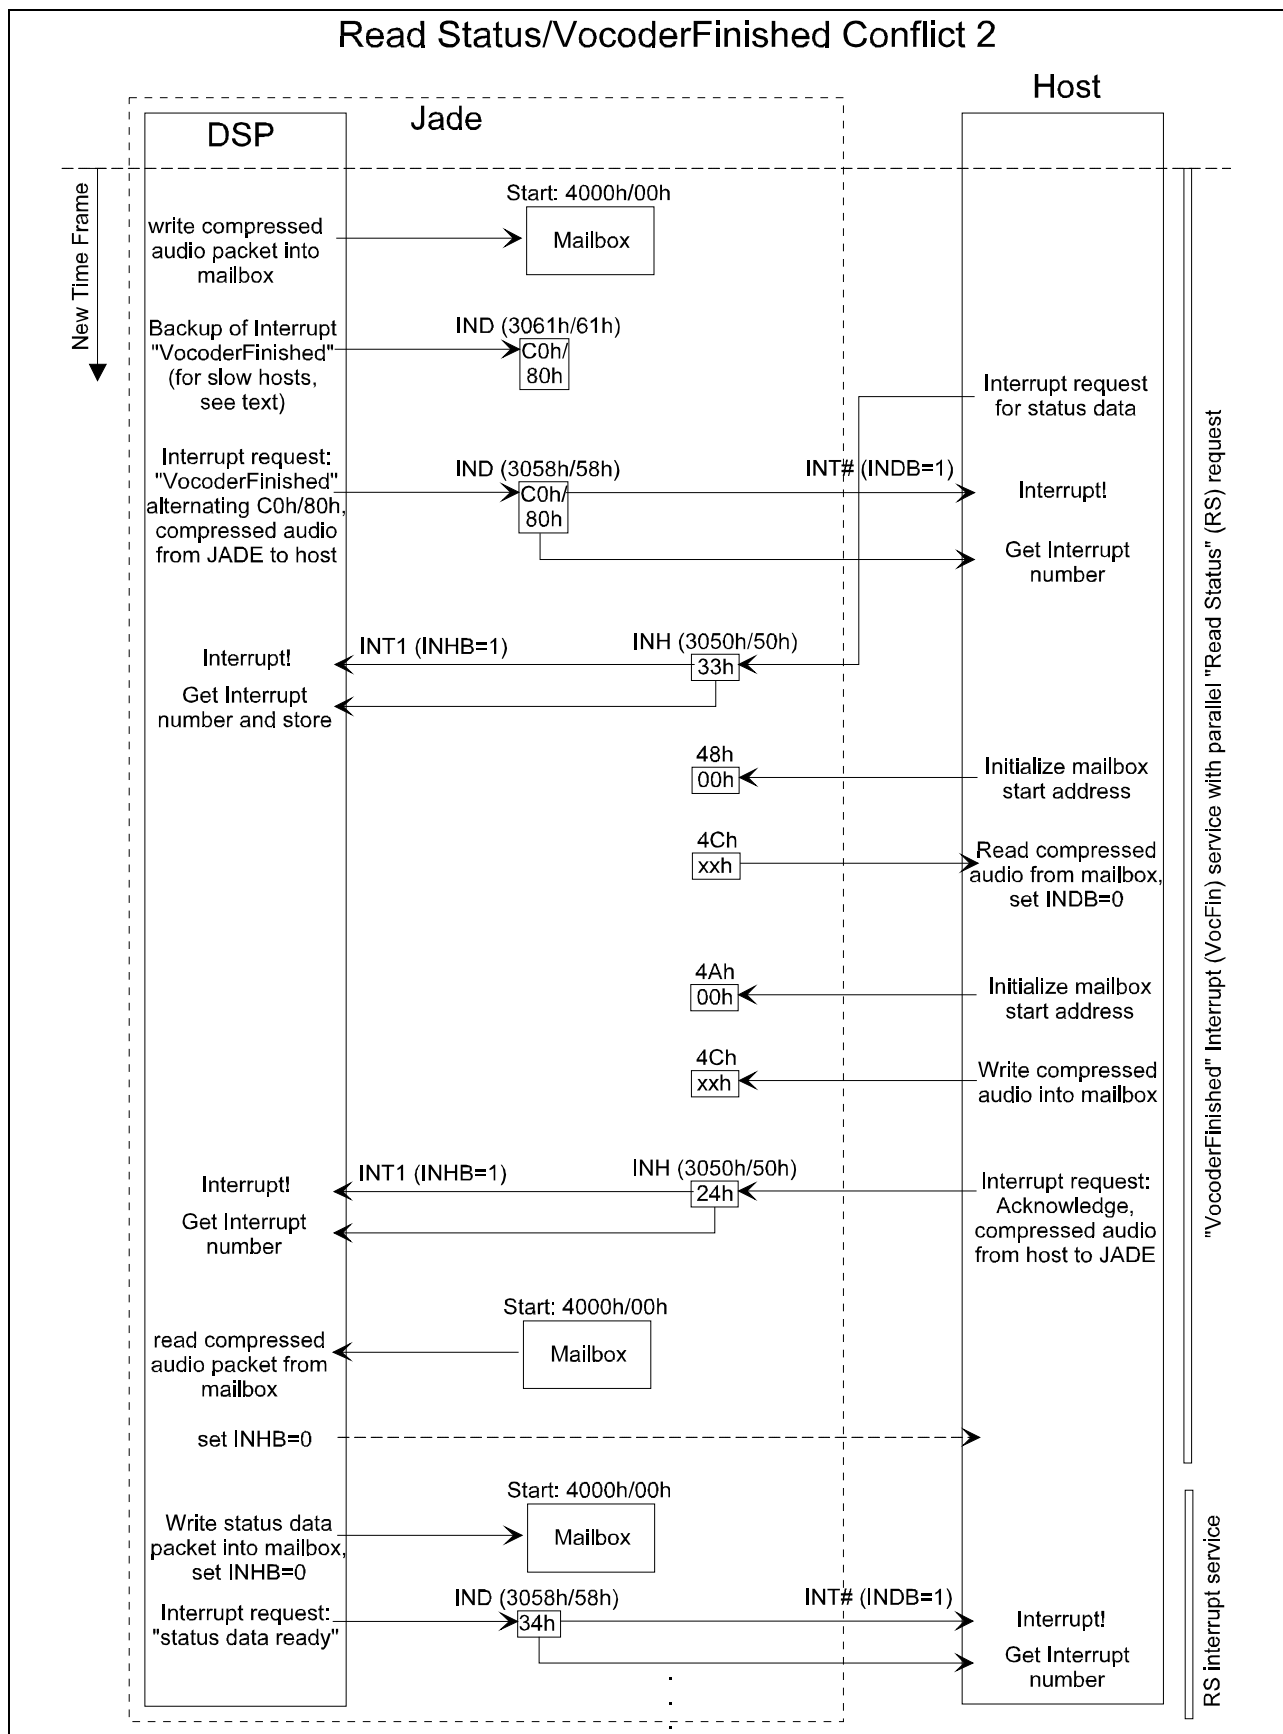 Read Status/VocoderFinished Conflict 2
Host
Jade
DSP
New Time Frame
Start: 4000h/00h
write compressed
audio packet into
mailbox
Mailbox
Backup of Interrupt
"VocoderFinished"
(for slow hosts,
see text)
IND (3061h/61h)
C0h/
80h
Interrupt request
for status data
Interrupt request:
"VocoderFinished"
alternating C0h/80h,
compressed audio
from JADE to host
IND (3058h/58h)
C0h/
80h
INT# (INDB=1)
Interrupt!
Get Interrupt
number
Interrupt!
INT1 (INHB=1)
INH (3050h/50h)
33h
Get Interrupt
number and store
48h
00h
Initialize mailbox
start address
4Ch
xxh
Read compressed
audio from mailbox,
set INDB=0
4Ah
00h
Initialize mailbox
start address
4Ch
xxh
Write compressed
audio into mailbox
Interrupt!
INT1 (INHB=1)
INH (3050h/50h)
24h
Interrupt request:
Acknowledge,
compressed audio
from host to JADE
Get Interrupt
number
Start: 4000h/00h
read compressed
audio packet from
mailbox
Mailbox
set INHB=0
"VocoderFinished" Interrupt (VocFin) service with parallel "Read Status" (RS) request
Start: 4000h/00h
Write status data
packet into mailbox,
set INHB=0
Mailbox
Interrupt request:
"status data ready"
IND (3058h/58h)
34h
INT# (INDB=1)
Interrupt!
Get Interrupt
number
RS interrupt service